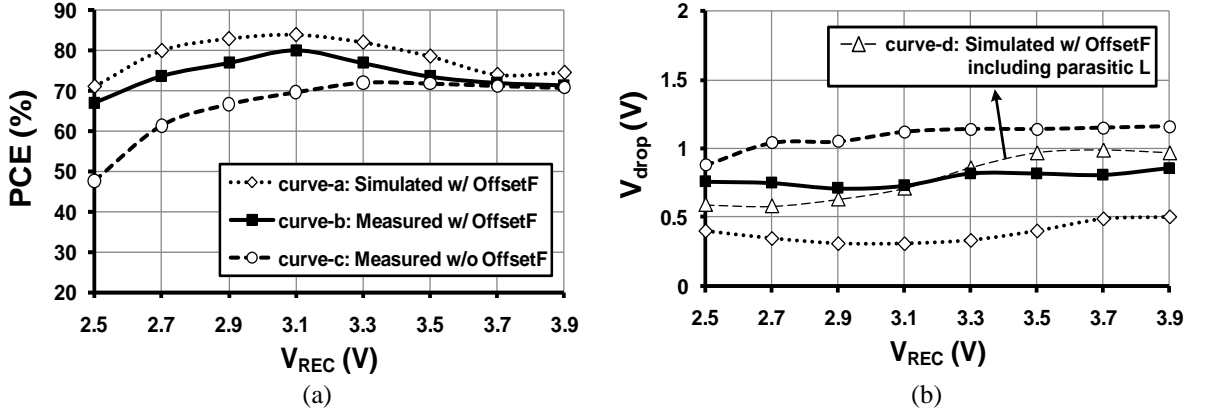 PCE (%)
90
80
70
60
50
40
30
20
curve-a: Simulated w/ OffsetF
curve-b: Measured w/ OffsetF
curve-c: Measured w/o OffsetF
2.5 2.7 2.9 3.1 3.3 3.5 3.7 3.9
VREC (V)
(a)
Vdrop (V)
2
1.5
1
0.5
0
curve-d: Simulated w/ OffsetF
including parasitic L
2.5 2.7 2.9 3.1 3.3 3.5 3.7 3.9
VREC (V)
(b)